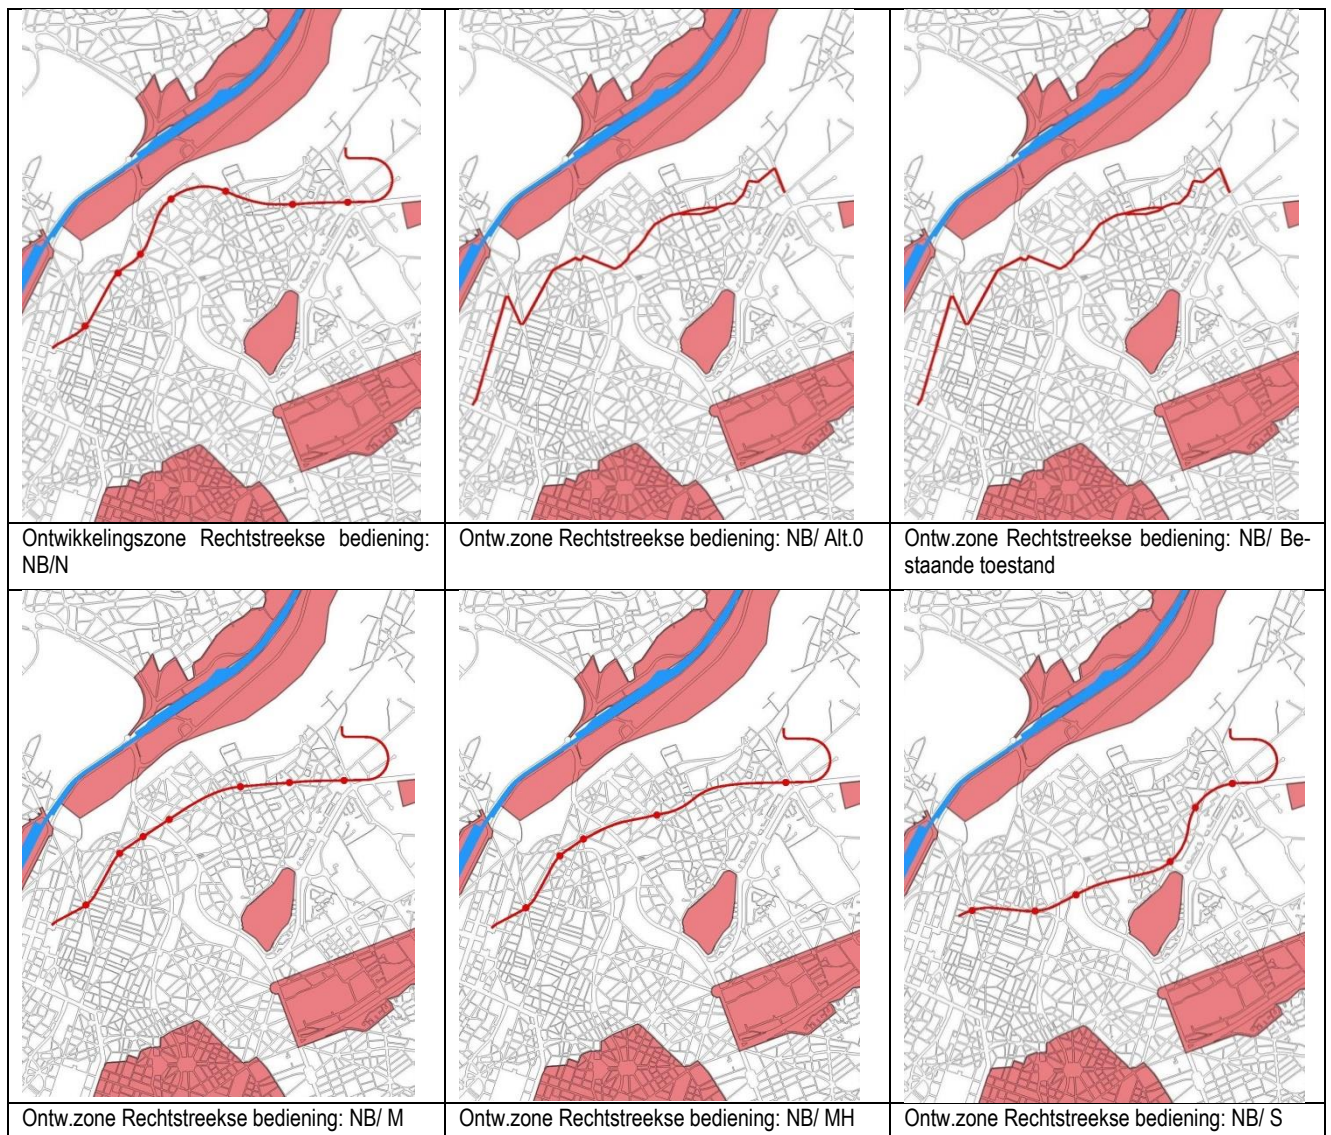 Ontwikkelingszone Rechtstreekse bediening:
NB/N
Ontw.zone Rechtstreekse bediening: NB/ Alt.0
Ontw.zone Rechtstreekse bediening: NB/ Be-
staande toestand
Ontw.zone Rechtstreekse bediening: NB/ M
Ontw.zone Rechtstreekse bediening: NB/ MH
Ontw.zone Rechtstreekse bediening: NB/ S